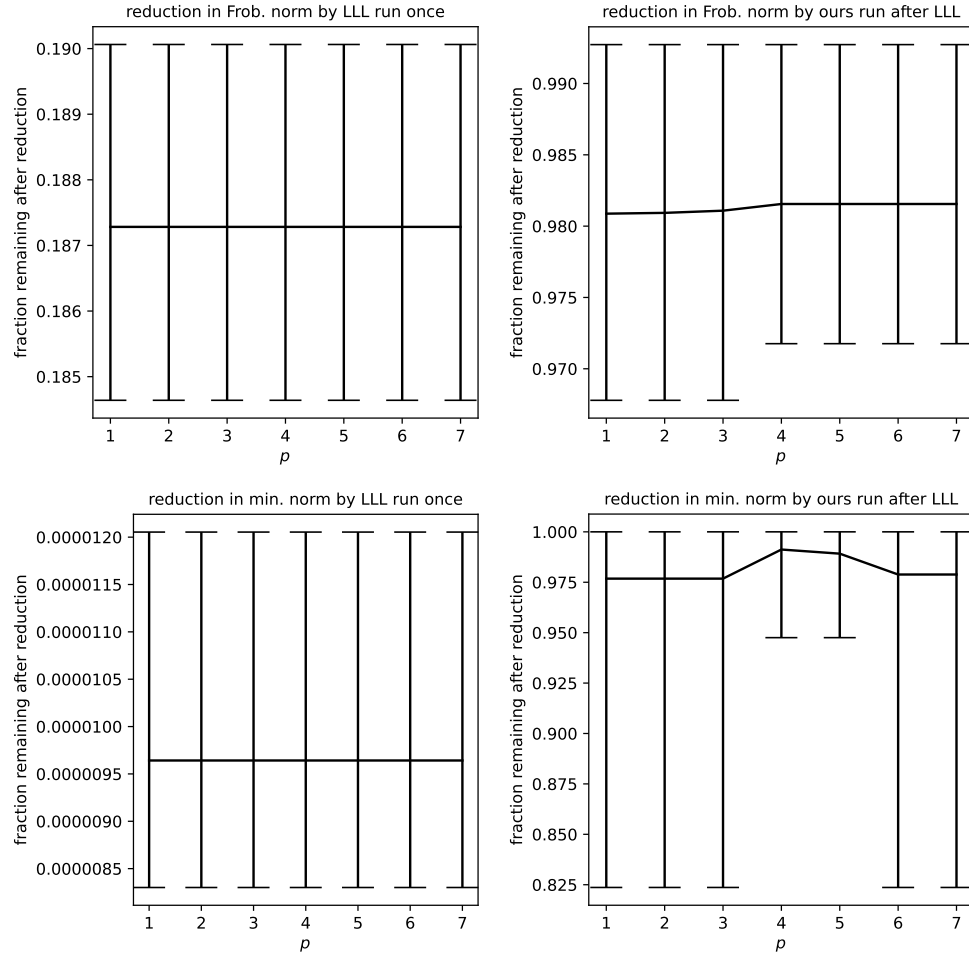 reduction in Frob. norm by LLL run once
fraction remaining after reduction
0.190
0.189
0.188
0.187
0.186
0.185
1 2 3 4 5 6 7
p
reduction in Frob. norm by ours run after LLL
fraction remaining after reduction
0.990
0.985
0.980
0.975
0.970
1 2 3 4 5 6 7
p
reduction in min. norm by LLL run once
fraction remaining after reduction
0.0000120
0.0000115
0.0000110
0.0000105
0.0000100
0.0000095
0.0000090
0.0000085
1 2 3 4 5 6 7
p
reduction in min. norm by ours run after LLL
fraction remaining after reduction
1.000
0.975
0.950
0.925
0.900
0.875
0.850
0.825
1 2 3 4 5 6 7
p